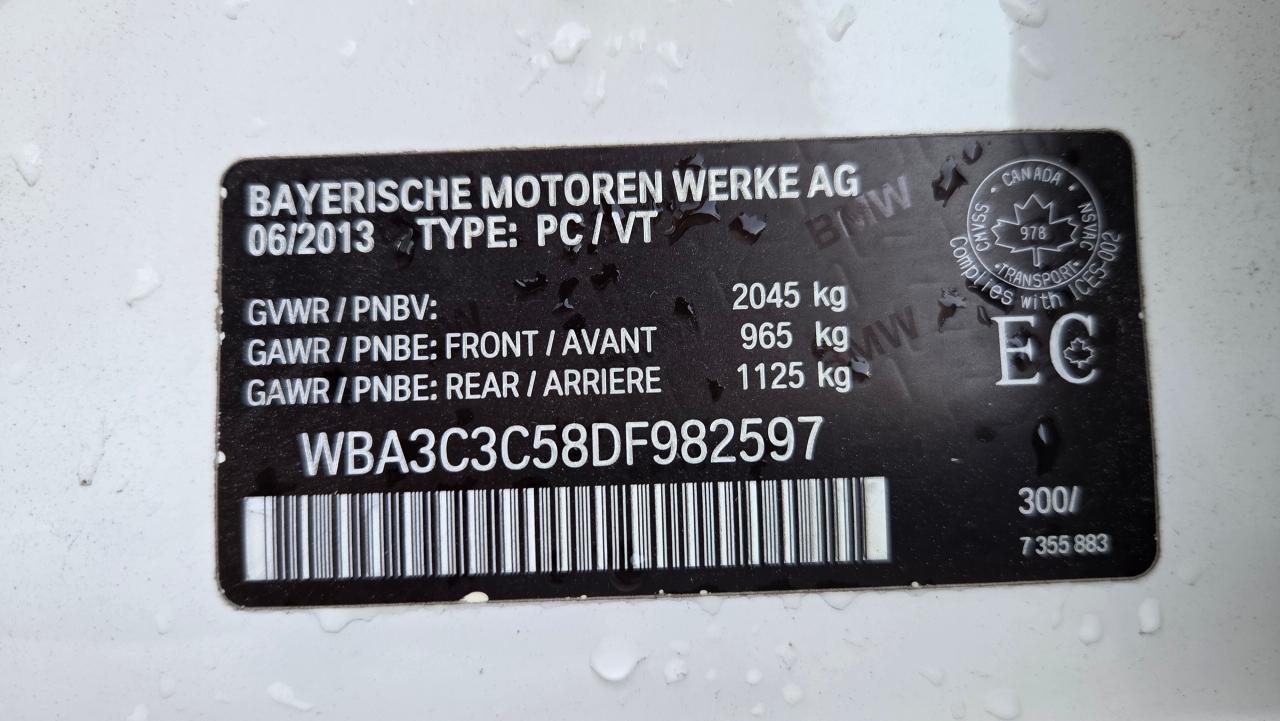 BAYERISCHE MOTOREN WERKE AG
06/2013 TYPE: PC / VT
GVWR / PNBV: 2045 kg
GAWR / PNBE: FRONT / AVANT 965 kg
GAWR / PNBE: REAR / ARRIERE 1125 kg
WBA3C3C58DF982597
CANADA
CMVSS
NSVAC
978
TRANSPORT
Complies with ICES-002
EC
300/
7 355 883
BMW
BMW